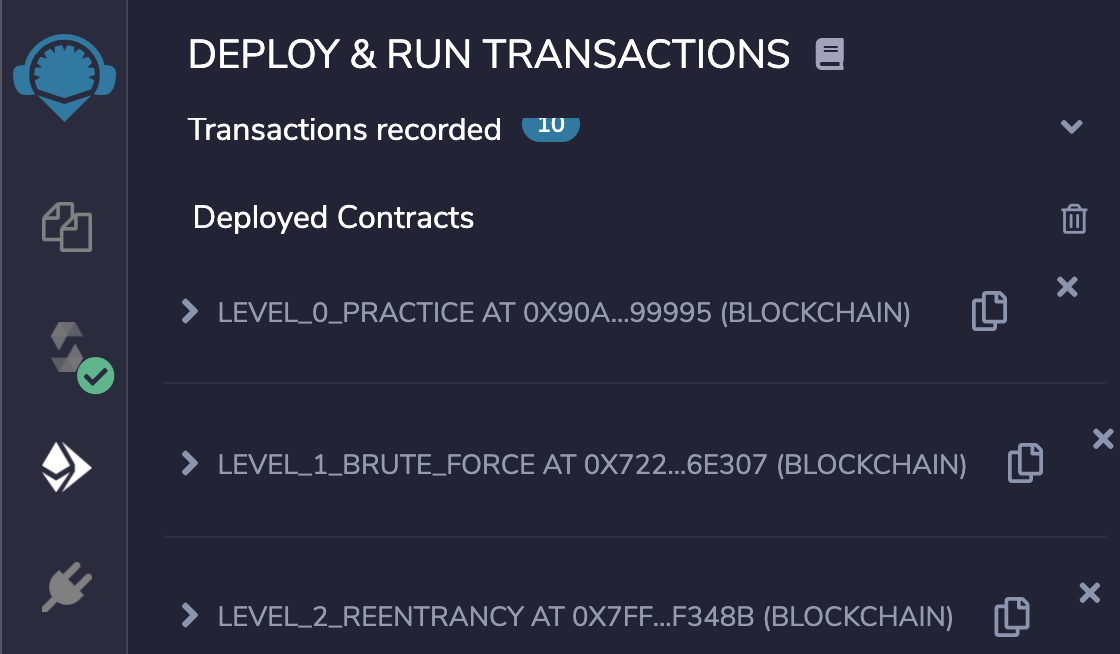 DEPLOY & RUN TRANSACTIONS
Transactions recorded 10
Deployed Contracts
LEVEL_0_PRACTICE AT 0X90A...99995 (BLOCKCHAIN)
LEVEL_1_BRUTE_FORCE AT 0X722...6E307 (BLOCKCHAIN)
LEVEL_2_REENTRANCY AT 0X7FF...F348B (BLOCKCHAIN)